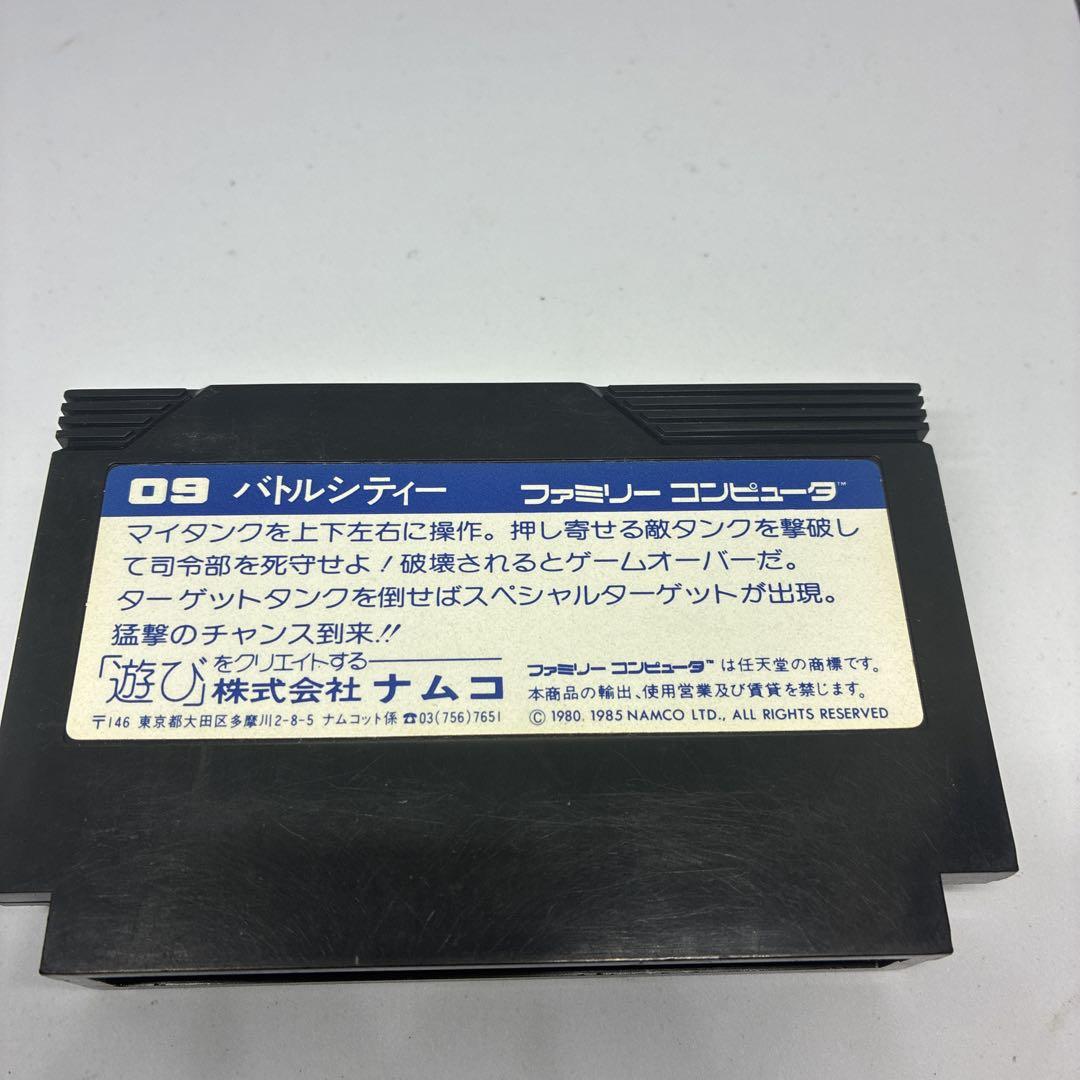 09 バトルシティー ファミリー コンピュータ™
マイタンクを上下左右に操作。押し寄せる敵タンクを撃破し
て司令部を死守せよ!破壊されるとゲームオーバーだ。
ターゲットタンクを倒せばスペシャルターゲットが出現。
猛撃のチャンス到来!!
「遊び」をクリエイトする
株式会社 ナムコ
〒146 東京都大田区多摩川2-8-5 ナムコット係 ☎03(756)7651
ファミリー コンピュータ™ は任天堂の商標です。
本商品の輸出、使用営業及び賃貸を禁じます。
© 1980, 1985 NAMCO LTD., ALL RIGHTS RESERVED